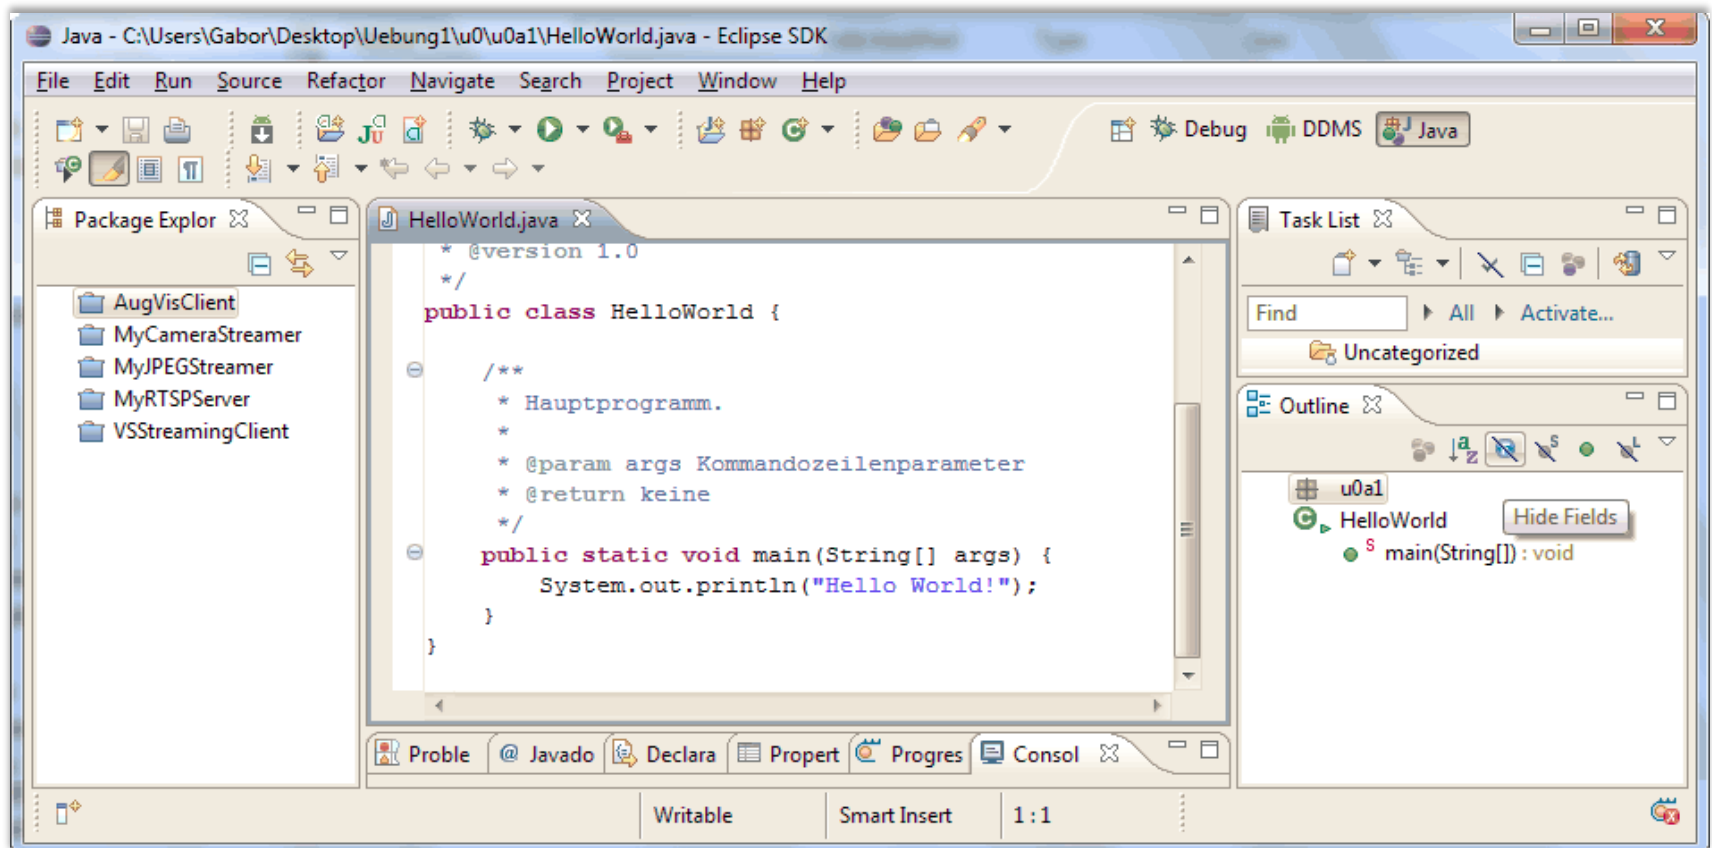 Java - C:\Users\Gabor\Desktop\Uebung1\u0\u0a1\HelloWorld.java - Eclipse SDK
File Edit Run Source Refactor Navigate Search Project Window Help
Debug DDMS Java
Package Explor
AugVisClient
MyCameraStreamer
MyJPEGStreamer
MyRTSPServer
VSStreamingClient
HelloWorld.java
* @version 1.0
*/
public class HelloWorld {
/**
* Hauptprogramm.
*
* @param args Kommandozeilenparameter
* @return keine
*/
public static void main(String[] args) {
System.out.println("Hello World!");
}
}
Proble @ Javado Declara Propert Progres Consol
Task List
Find All Activate...
Uncategorized
Outline
u0a1
HelloWorld
Hide Fields
S main(String[]) : void
Writable Smart Insert 1 : 1